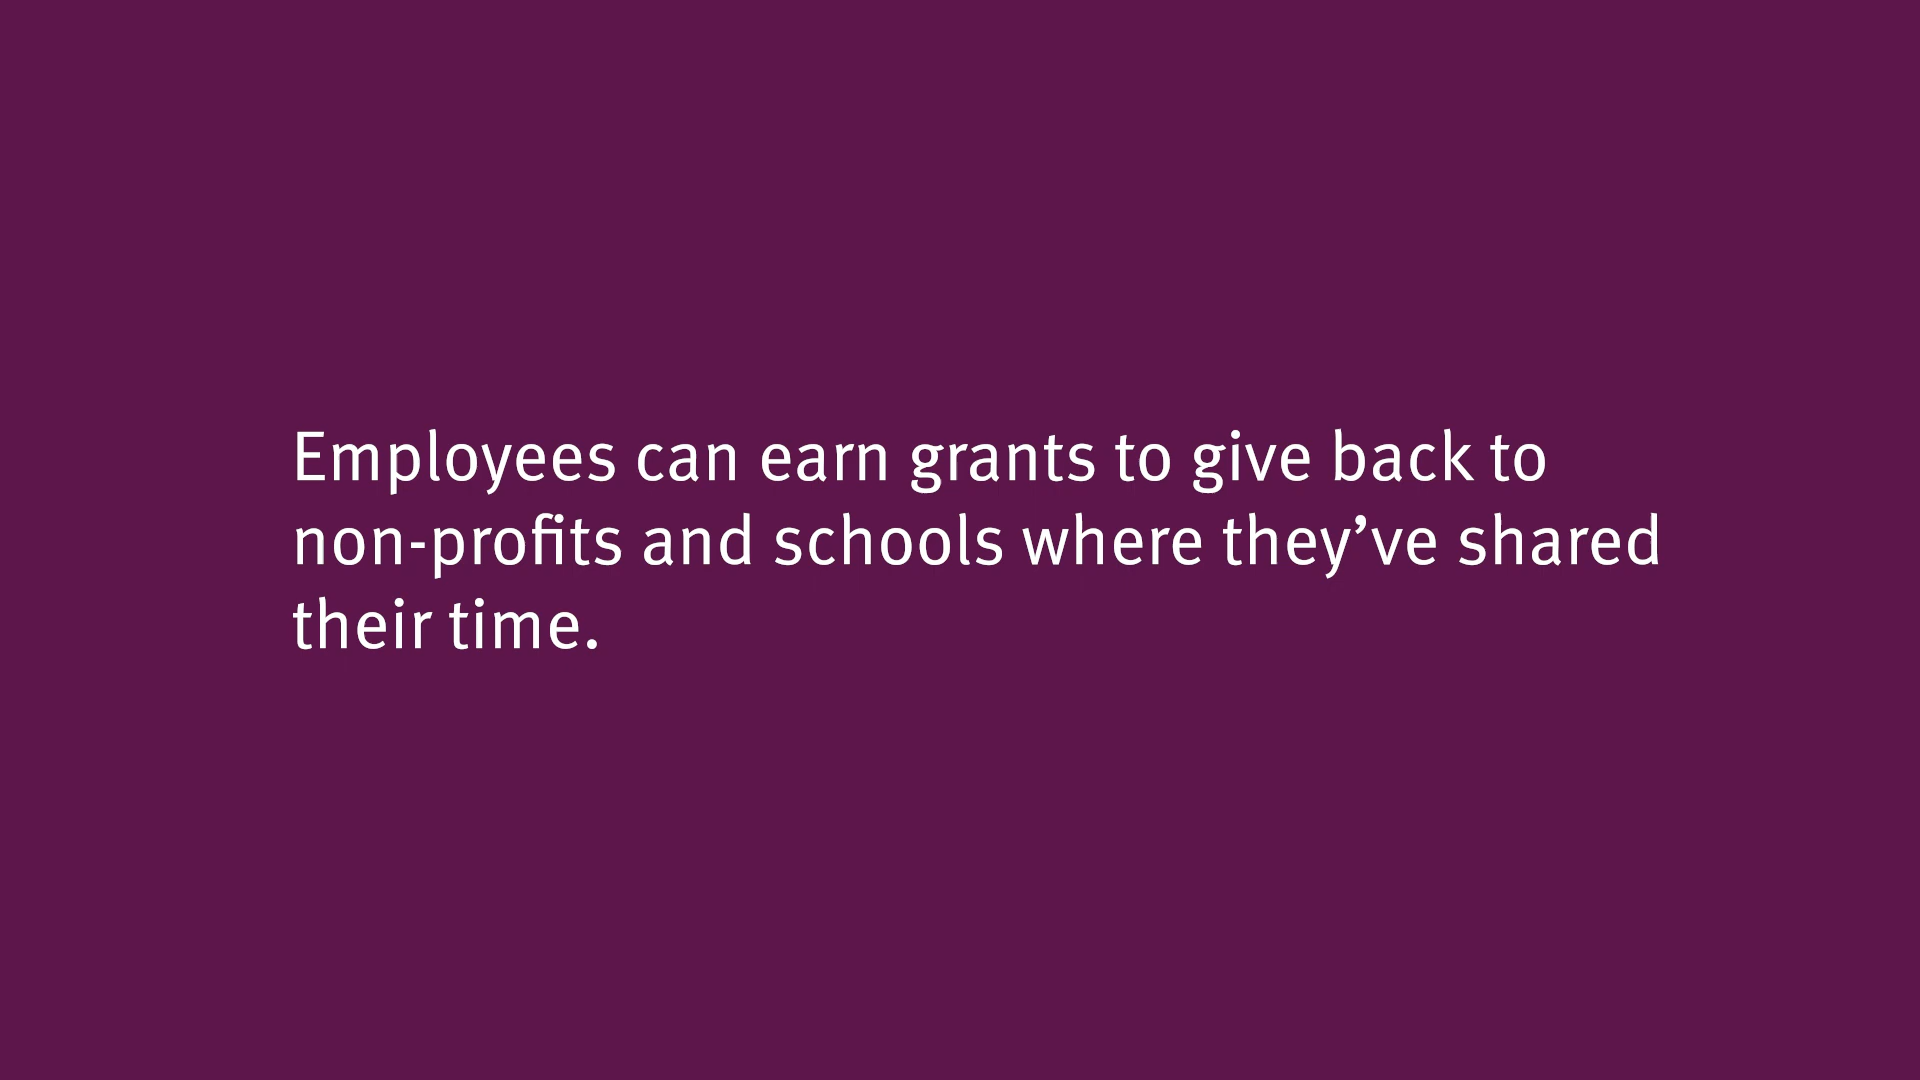 Employees can earn grants to give back to
non-profits and schools where they’ve shared
their time.